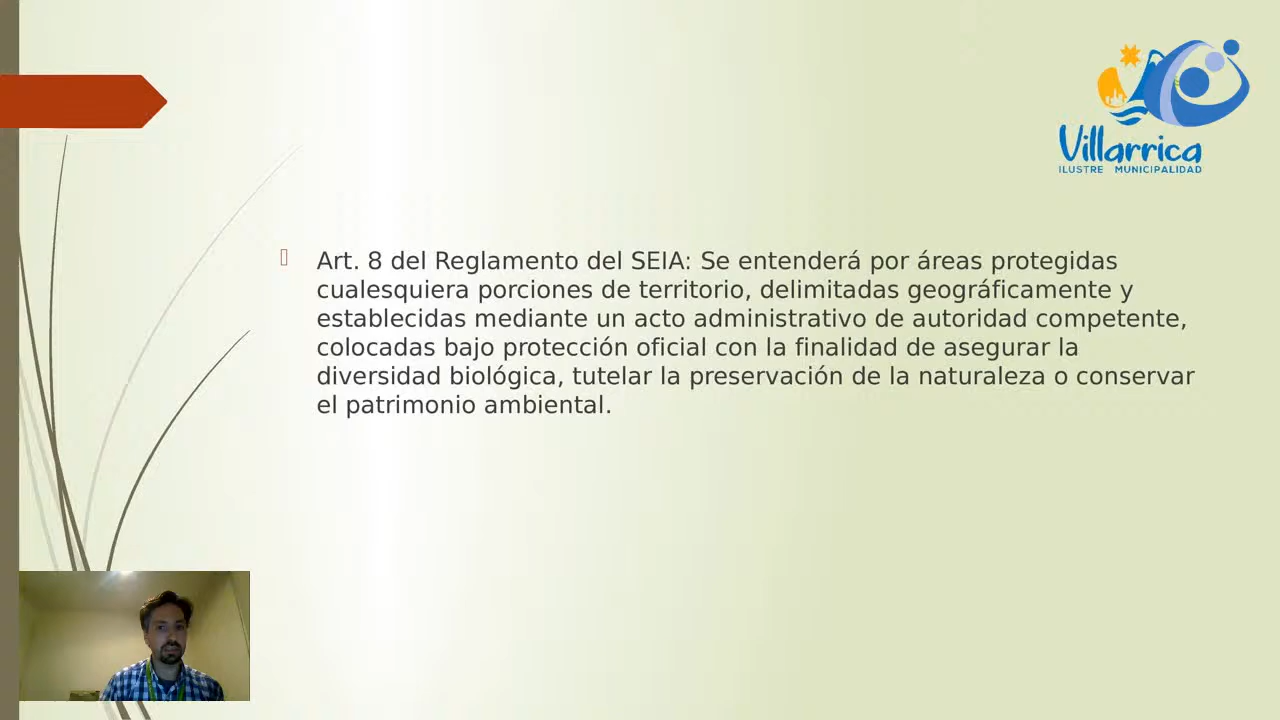 Villarrica
ILUSTRE MUNICIPALIDAD
Art. 8 del Reglamento del SEIA: Se entenderá por áreas protegidas
cualesquiera porciones de territorio, delimitadas geográficamente y
establecidas mediante un acto administrativo de autoridad competente,
colocadas bajo protección oficial con la finalidad de asegurar la
diversidad biológica, tutelar la preservación de la naturaleza o conservar
el patrimonio ambiental.